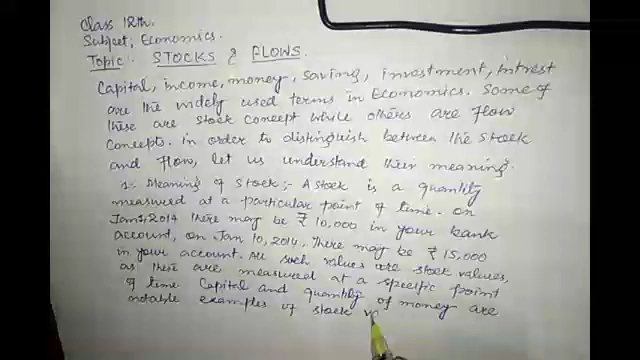 Class 12th.
Subject, Economics.
Topic:- STOCKS & FLOWS.
Capital, income, money, saving, investment, intrest
are the widely used terms in Economics. Some of
these are stock concept while others are flow
concepts. in order to distinguish between the stock
and flow, let us understand their meaning.
1:- Meaning of Stock:- A stock is a quantity
measured at a particular point of time. on
Jan 1, 2014 There may be ₹ 10,000 in your bank
account, on Jan 10, 2014, There may be ₹ 15,000
in your account. All such values are stock values,
as these are measured at a specific point
of time Capital and quantity of money are
notable examples of stock